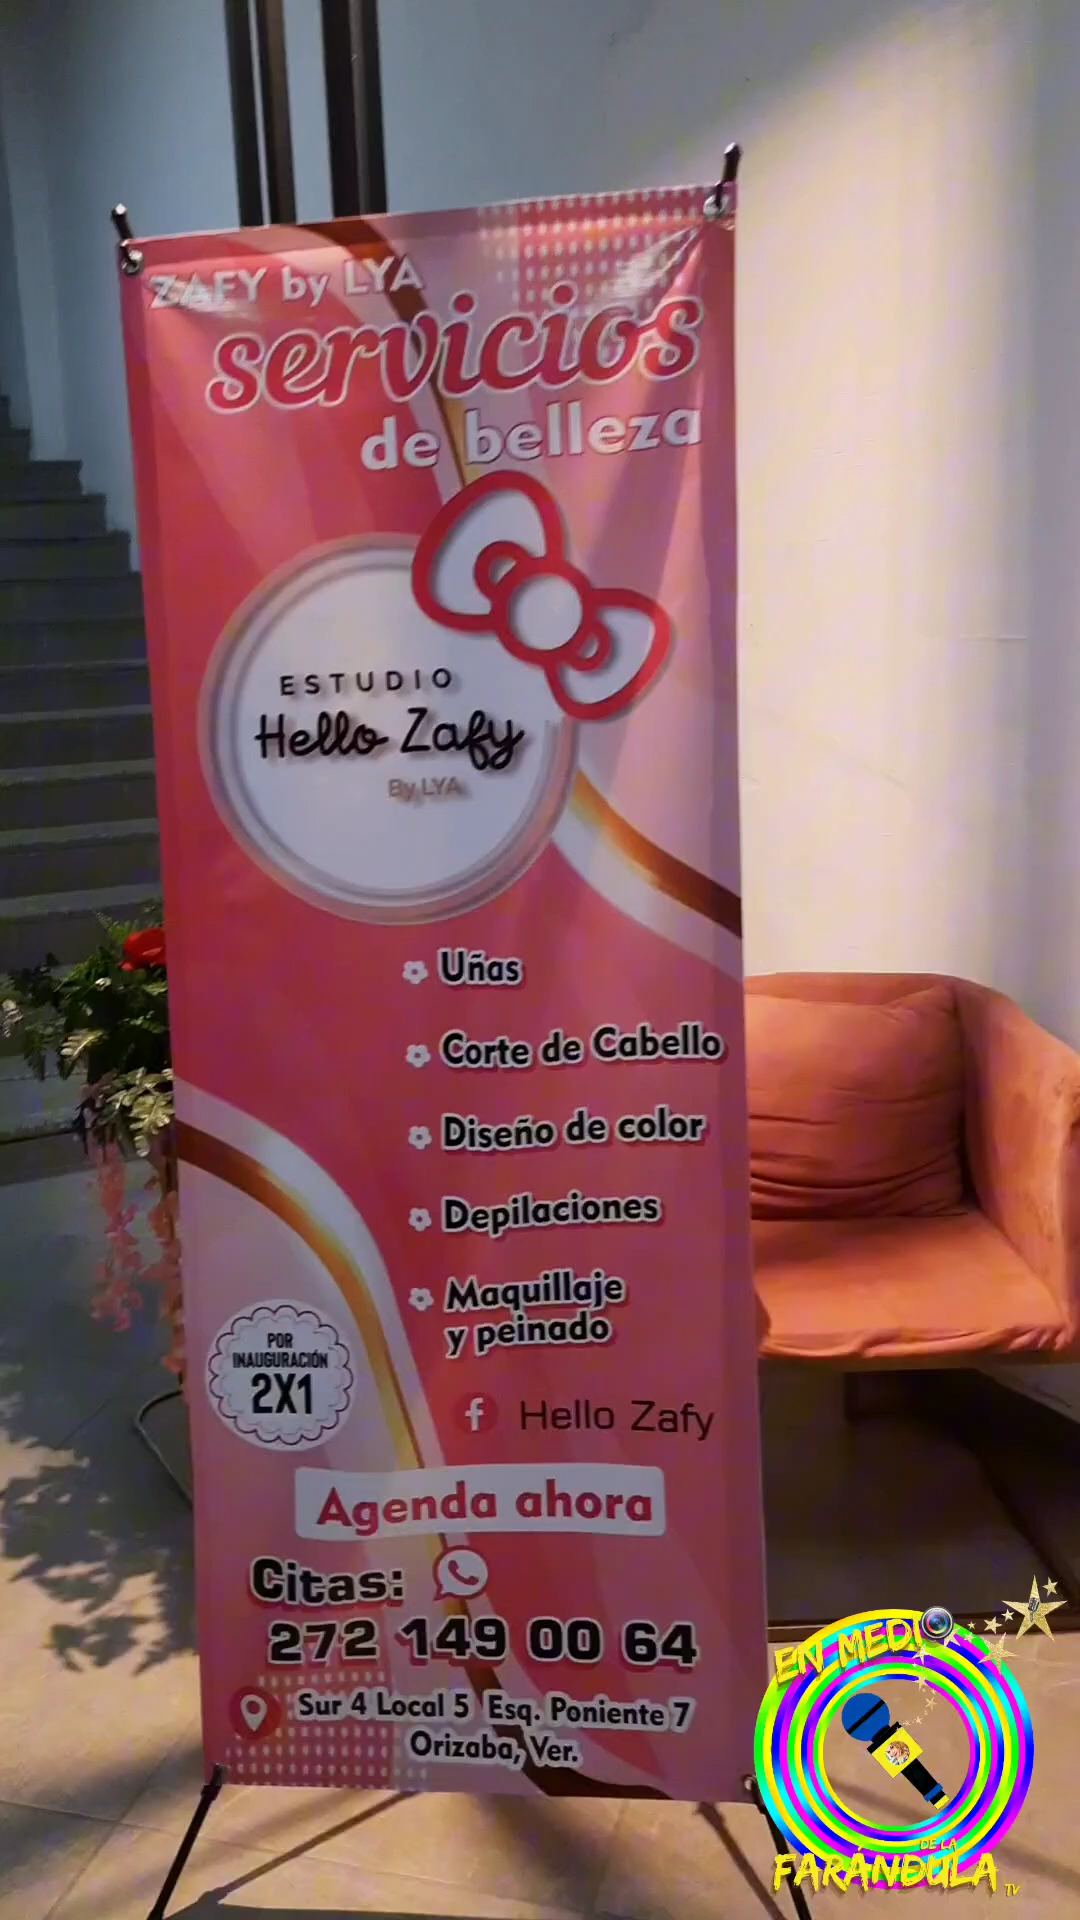 ZAFY by LYA
servicios
de belleza
ESTUDIO
Hello Zafy
By LYA
Uñas
Corte de Cabello
Diseño de color
Depilaciones
Maquillaje
y peinado
POR
INAUGURACIÓN
2X1
f Hello Zafy
Agenda ahora
Citas:
272 149 00 64
Sur 4 Local 5 Esq. Poniente 7
Orizaba, Ver.
EN MEDIO
DE LA
FARÁNDULA
TV